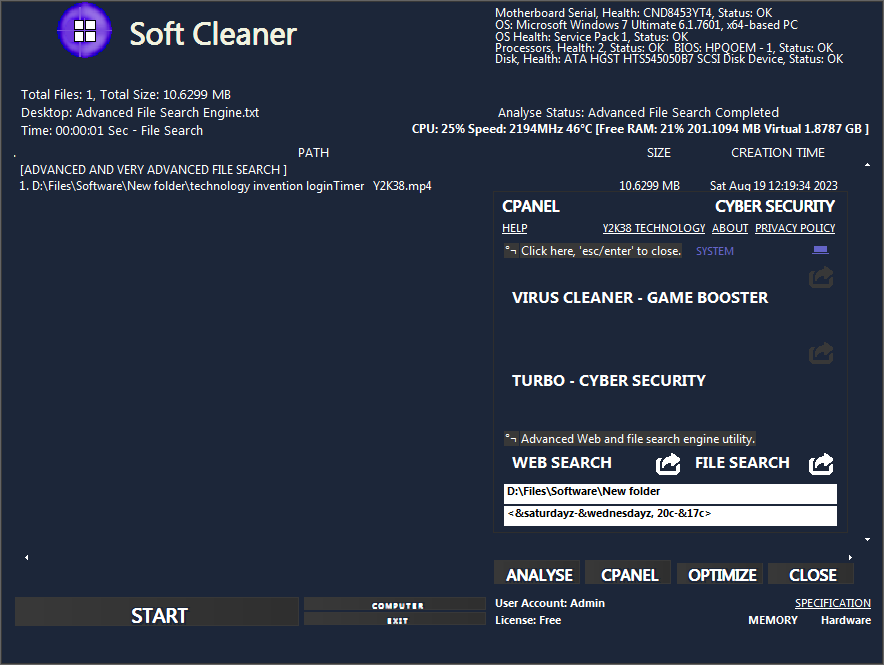 Soft Cleaner
Motherboard Serial, Health: CND8453YT4, Status: OK
OS: Microsoft Windows 7 Ultimate 6.1.7601, x64-based PC
OS Health: Service Pack 1, Status: OK
Processors, Health: 2, Status: OK BIOS: HPQOEM - 1, Status: OK
Disk, Health: ATA HGST HTS545050B7 SCSI Disk Device, Status: OK
Total Files: 1, Total Size: 10.6299 MB
Desktop: Advanced File Search Engine.txt
Time: 00:00:01 Sec - File Search
Analyse Status: Advanced File Search Completed
CPU: 25% Speed: 2194MHz 46°C [Free RAM: 21% 201.1094 MB Virtual 1.8787 GB ]
. PATH SIZE CREATION TIME
[ADVANCED AND VERY ADVANCED FILE SEARCH ]
1. D:\Files\Software\New folder\technology invention loginTimer Y2K38.mp4 10.6299 MB Sat Aug 19 12:19:34 2023
CPANEL CYBER SECURITY
HELP Y2K38 TECHNOLOGY ABOUT PRIVACY POLICY
°¬ Click here, 'esc/enter' to close. SYSTEM
VIRUS CLEANER - GAME BOOSTER
TURBO - CYBER SECURITY
°¬ Advanced Web and file search engine utility.
WEB SEARCH FILE SEARCH
D:\Files\Software\New folder
<&saturdayz-&wednesdayz, 20c-&17c>
ANALYSE CPANEL OPTIMIZE CLOSE
START
COMPUTER
EXIT
User Account: Admin SPECIFICATION
License: Free MEMORY Hardware